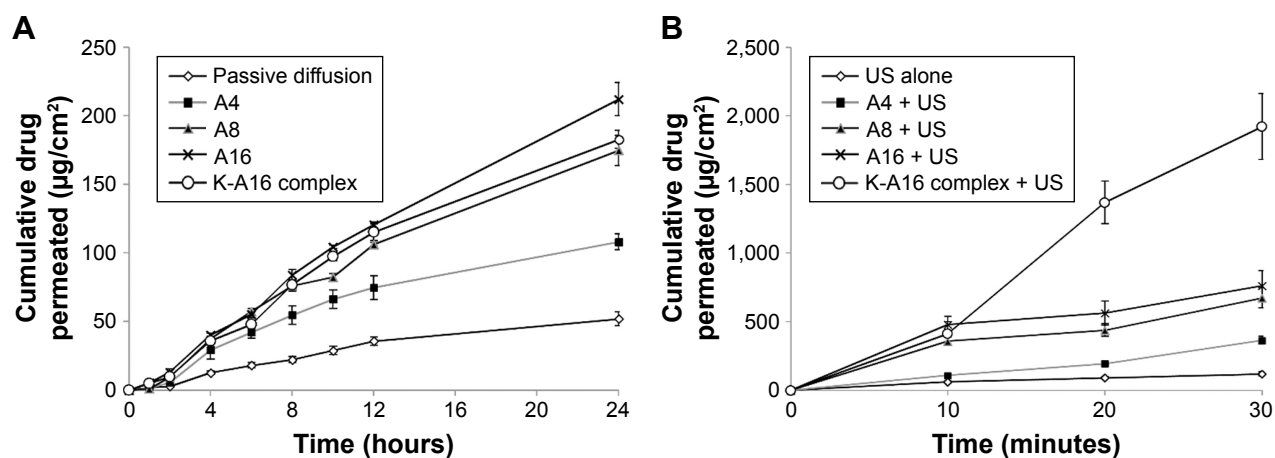 A
Cumulative drug
permeated (µg/cm²)
250
200
150
100
50
0
Passive diffusion
A4
A8
A16
K-A16 complex
0 4 8 12 16 20 24
Time (hours)
B
Cumulative drug
permeated (µg/cm²)
2,500
2,000
1,500
1,000
500
0
US alone
A4 + US
A8 + US
A16 + US
K-A16 complex + US
0 10 20 30
Time (minutes)